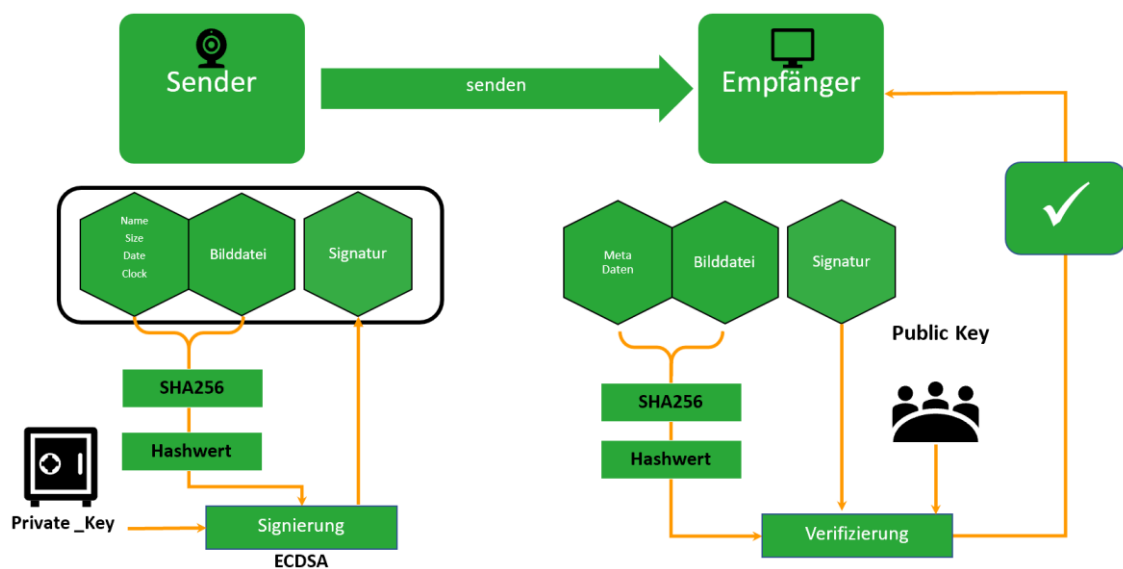 Sender
senden
Empfänger
Name
Size
Date
Clock
Bilddatei
Signatur
Meta
Daten
Bilddatei
Signatur
Public Key
SHA256
Hashwert
SHA256
Hashwert
Private _Key
Signierung
ECDSA
Verifizierung